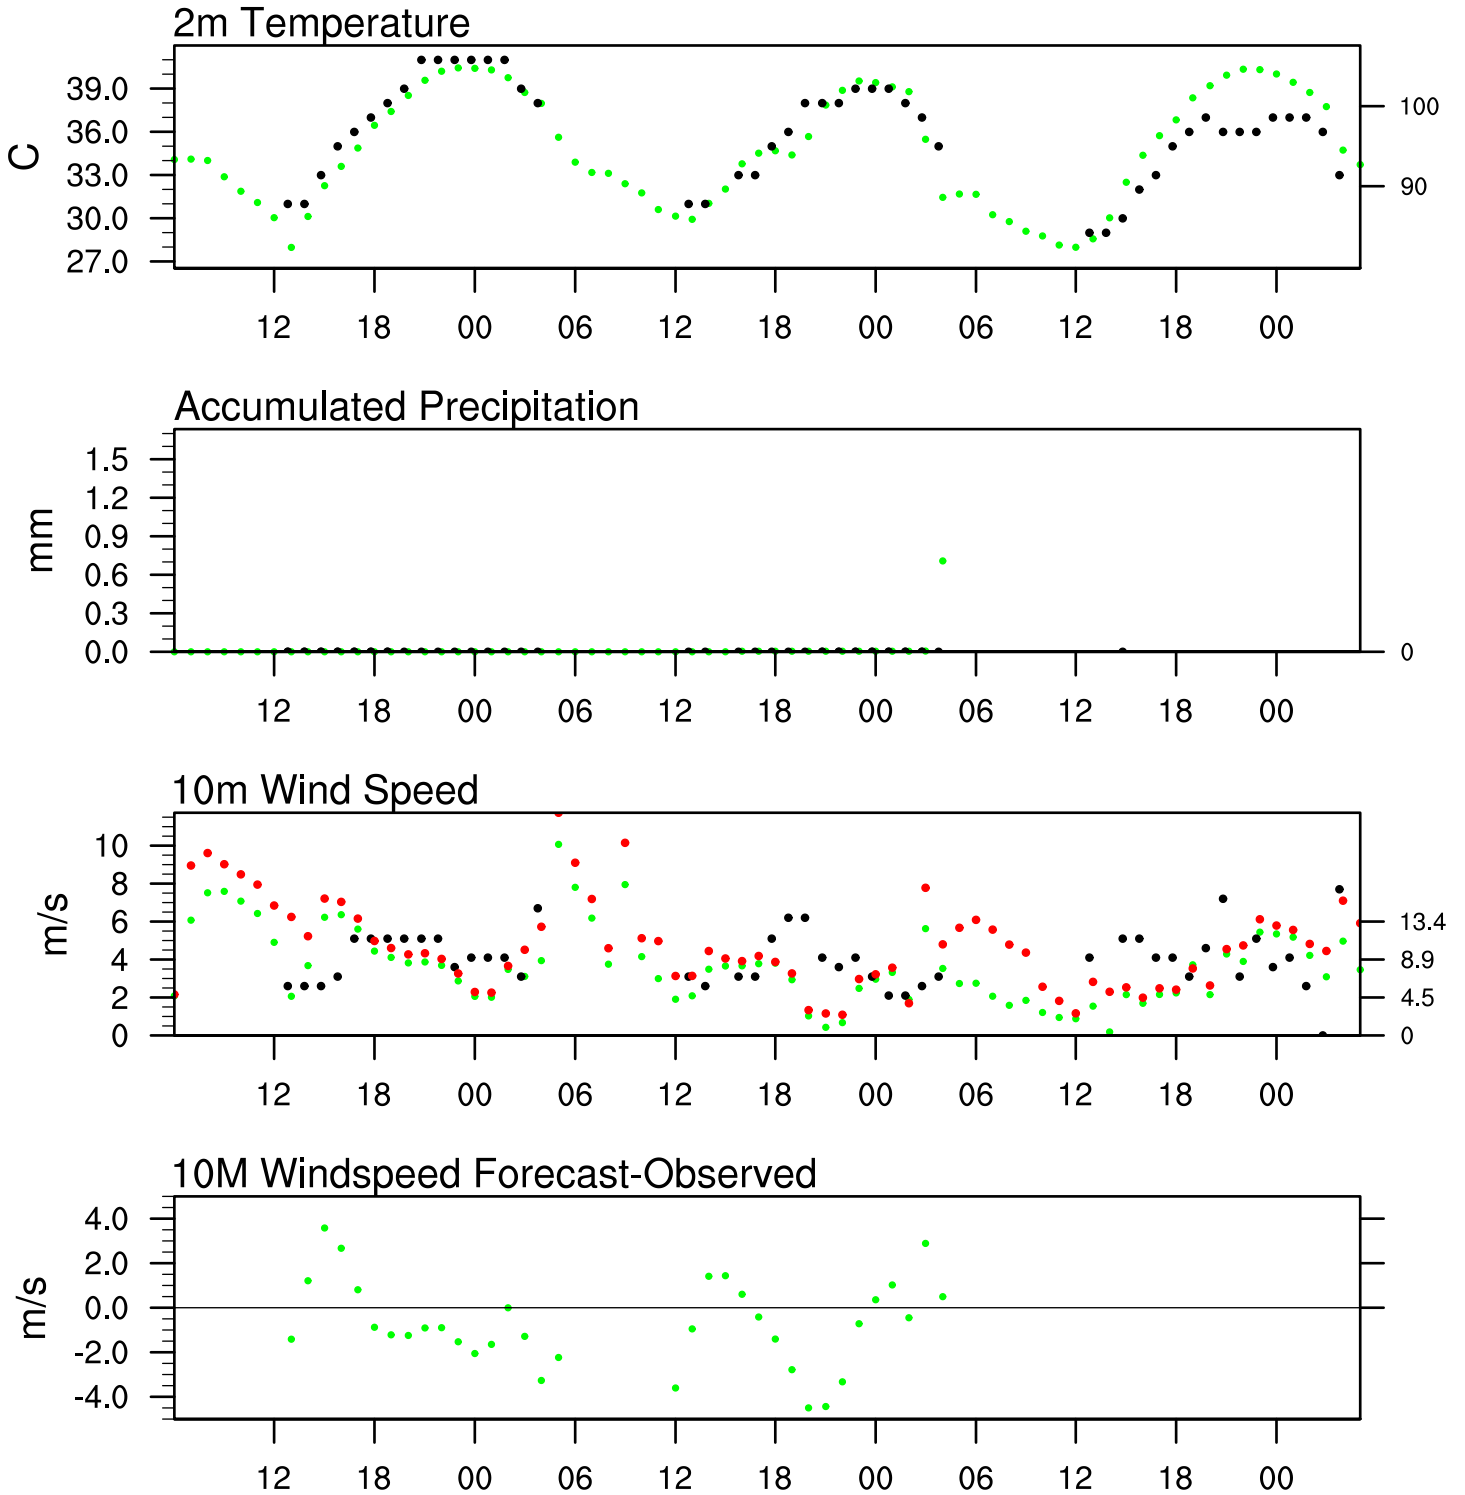 2m Temperature
C
39.0
36.0
33.0
30.0
27.0
100
90
12 18 00 06 12 18 00 06 12 18 00
Accumulated Precipitation
mm
1.5
1.2
0.9
0.6
0.3
0.0
0
12 18 00 06 12 18 00 06 12 18 00
10m Wind Speed
m/s
10
8
6
4
2
0
13.4
8.9
4.5
0
12 18 00 06 12 18 00 06 12 18 00
10M Windspeed Forecast-Observed
m/s
4.0
2.0
0.0
-2.0
-4.0
12 18 00 06 12 18 00 06 12 18 00